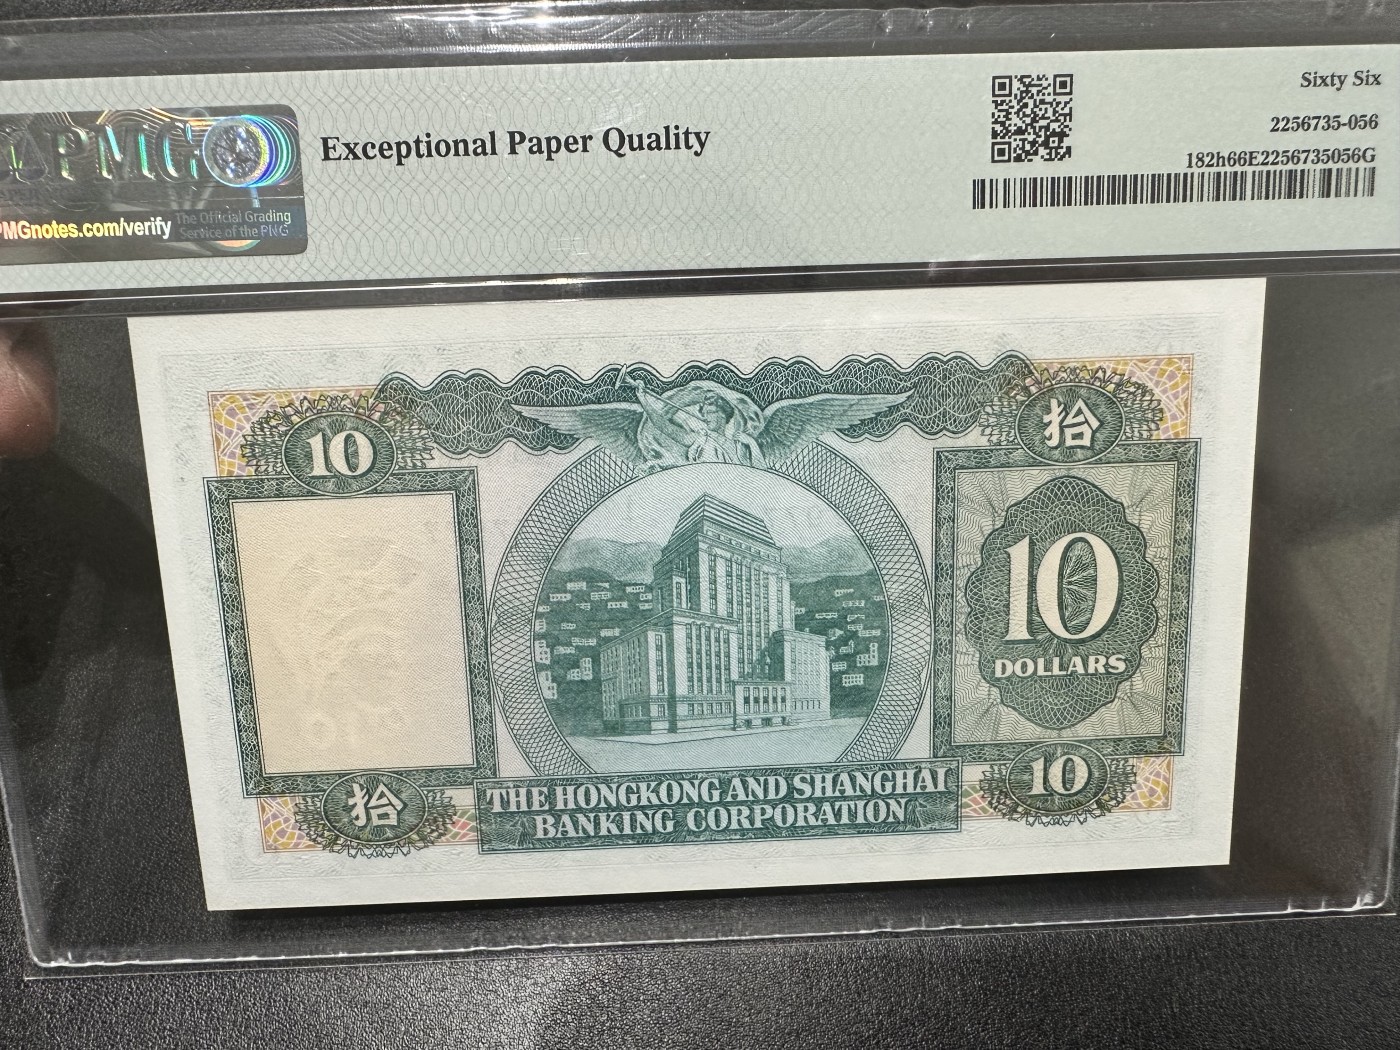 PMG
PMGnotes.com/verify
The Official Grading
Service of the PNG
Exceptional Paper Quality
Sixty Six
2256735-056
182h66E2256735056G
10
拾
10
DOLLARS
拾
10
THE HONGKONG AND SHANGHAI
BANKING CORPORATION